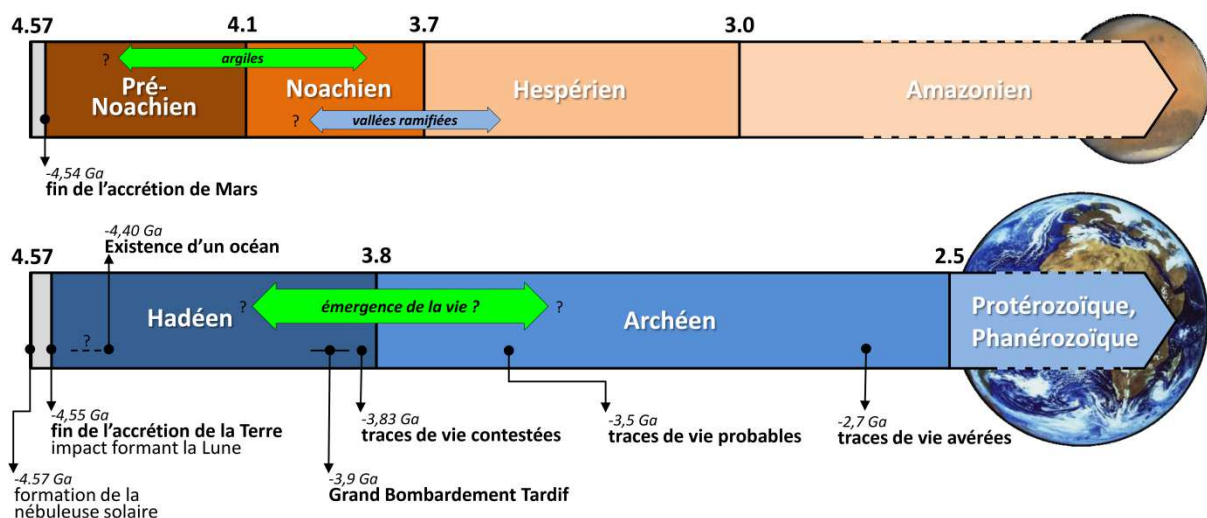 4.57 4.1 3.7 3.0
? argiles
Pré-
Noachien
Noachien
Hespérien
Amazonien
? vallées ramifiées
-4,54 Ga
fin de l'accrétion de Mars
-4,40 Ga
Existence d'un océan
4.57 3.8 2.5
? émergence de la vie ? ?
Hadéen
Archéen
Protérozoïque,
Phanérozoïque
?
-4,55 Ga
fin de l'accrétion de la Terre
impact formant la Lune
-3,83 Ga
traces de vie contestées
-3,5 Ga
traces de vie probables
-2,7 Ga
traces de vie avérées
-4.57 Ga
formation de la
nébuleuse solaire
-3,9 Ga
Grand Bombardement Tardif